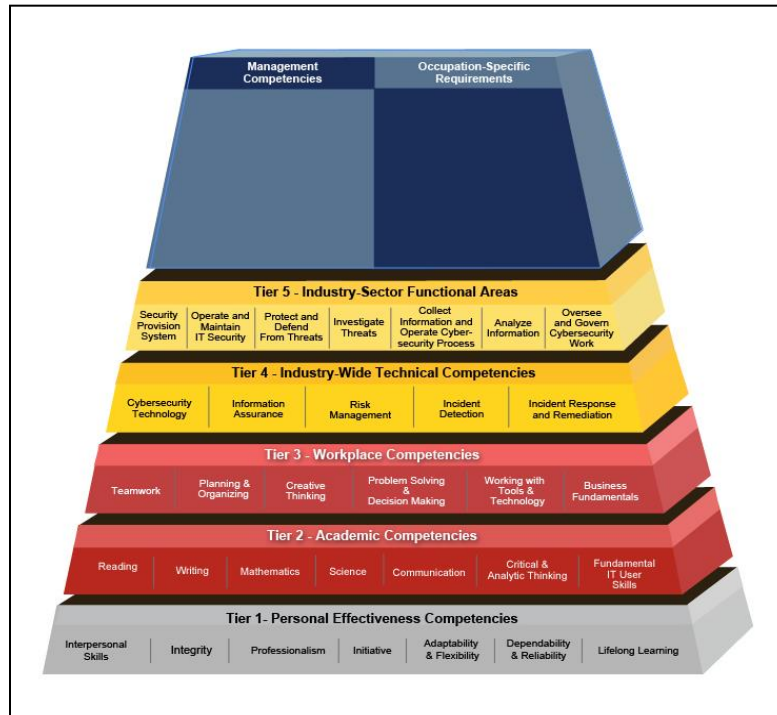 Management
Competencies
Occupation-Specific
Requirements
Tier 5 - Industry-Sector Functional Areas
Security
Provision
System
Operate and
Maintain
IT Security
Protect and
Defend
From Threats
Investigate
Threats
Collect
Information and
Operate Cyber-
security Process
Analyze
Information
Oversee
and Govern
Cybersecurity
Work
Tier 4 - Industry-Wide Technical Competencies
Cybersecurity
Technology
Information
Assurance
Risk
Management
Incident
Detection
Incident Response
and Remediation
Tier 3 - Workplace Competencies
Teamwork
Planning &
Organizing
Creative
Thinking
Problem Solving
&
Decision Making
Working with
Tools &
Technology
Business
Fundamentals
Tier 2 - Academic Competencies
Reading
Writing
Mathematics
Science
Communication
Critical &
Analytic Thinking
Fundamental
IT User
Skills
Tier 1- Personal Effectiveness Competencies
Interpersonal
Skills
Integrity
Professionalism
Initiative
Adaptability
& Flexibility
Dependability
& Reliability
Lifelong Learning